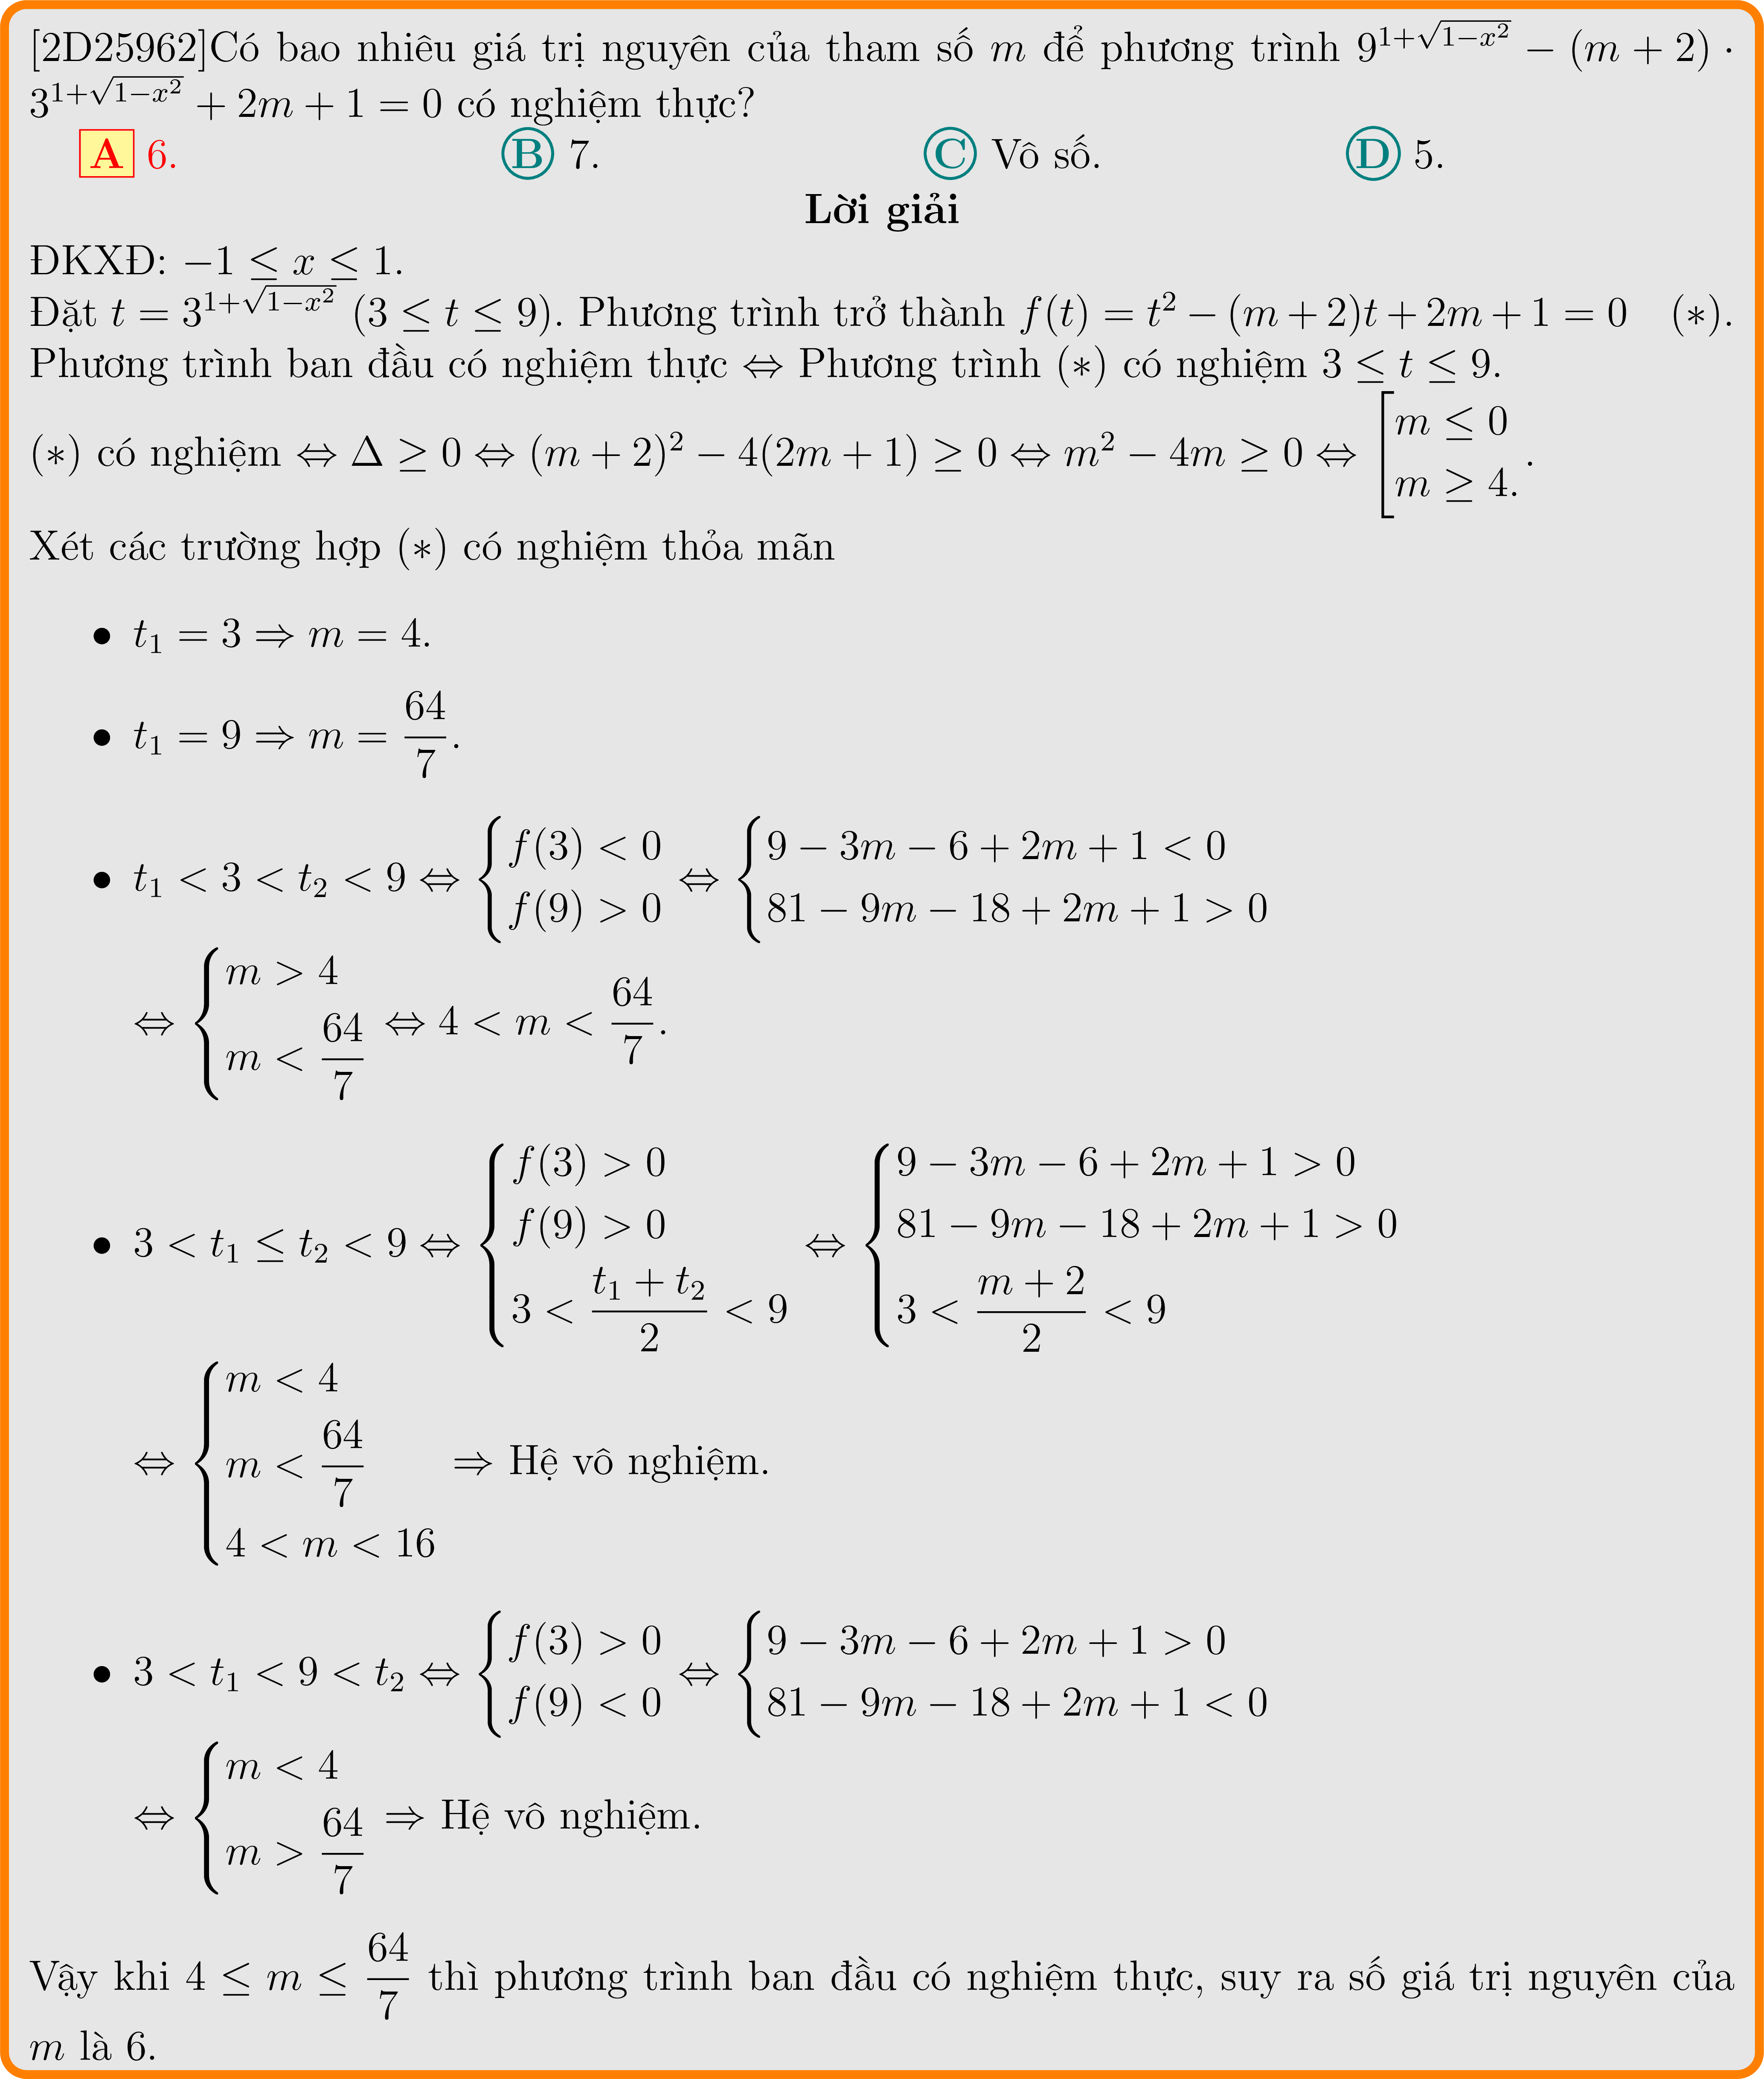 [2D25962]Có bao nhiêu giá trị nguyên của tham số $m$ để phương trình $9^{1+\sqrt{1-x^2}} - (m+2) \cdot$
$3^{1+\sqrt{1-x^2}} + 2m + 1 = 0$ có nghiệm thực?
A 6. B 7. C Vô số. D 5.
Lời giải
ĐKXĐ: $-1 \leq x \leq 1$.
Đặt $t = 3^{1+\sqrt{1-x^2}}$ $(3 \leq t \leq 9)$. Phương trình trở thành $f(t) = t^2 - (m+2)t + 2m + 1 = 0$ $(*)$.
Phương trình ban đầu có nghiệm thực $\Leftrightarrow$ Phương trình $(*)$ có nghiệm $3 \leq t \leq 9$.
$(*)$ có nghiệm $\Leftrightarrow \Delta \geq 0 \Leftrightarrow (m+2)^2 - 4(2m+1) \geq 0 \Leftrightarrow m^2 - 4m \geq 0 \Leftrightarrow \left[\begin{array}{l} m \leq 0 \\ m \geq 4. \end{array}\right.$.
Xét các trường hợp $(*)$ có nghiệm thỏa mãn
• $t_1 = 3 \Rightarrow m = 4$.
• $t_1 = 9 \Rightarrow m = \dfrac{64}{7}$.
• $t_1 < 3 < t_2 < 9 \Leftrightarrow \begin{cases} f(3) < 0 \\ f(9) > 0 \end{cases} \Leftrightarrow \begin{cases} 9 - 3m - 6 + 2m + 1 < 0 \\ 81 - 9m - 18 + 2m + 1 > 0 \end{cases}$
$\Leftrightarrow \begin{cases} m > 4 \\ m < \dfrac{64}{7} \end{cases} \Leftrightarrow 4 < m < \dfrac{64}{7}$.
• $3 < t_1 \leq t_2 < 9 \Leftrightarrow \begin{cases} f(3) > 0 \\ f(9) > 0 \\ 3 < \dfrac{t_1 + t_2}{2} < 9 \end{cases} \Leftrightarrow \begin{cases} 9 - 3m - 6 + 2m + 1 > 0 \\ 81 - 9m - 18 + 2m + 1 > 0 \\ 3 < \dfrac{m + 2}{2} < 9 \end{cases}$
$\Leftrightarrow \begin{cases} m < 4 \\ m < \dfrac{64}{7} \\ 4 < m < 16 \end{cases} \Rightarrow$ Hệ vô nghiệm.
• $3 < t_1 < 9 < t_2 \Leftrightarrow \begin{cases} f(3) > 0 \\ f(9) < 0 \end{cases} \Leftrightarrow \begin{cases} 9 - 3m - 6 + 2m + 1 > 0 \\ 81 - 9m - 18 + 2m + 1 < 0 \end{cases}$
$\Leftrightarrow \begin{cases} m < 4 \\ m > \dfrac{64}{7} \end{cases} \Rightarrow$ Hệ vô nghiệm.
Vậy khi $4 \leq m \leq \dfrac{64}{7}$ thì phương trình ban đầu có nghiệm thực, suy ra số giá trị nguyên của
$m$ là 6.